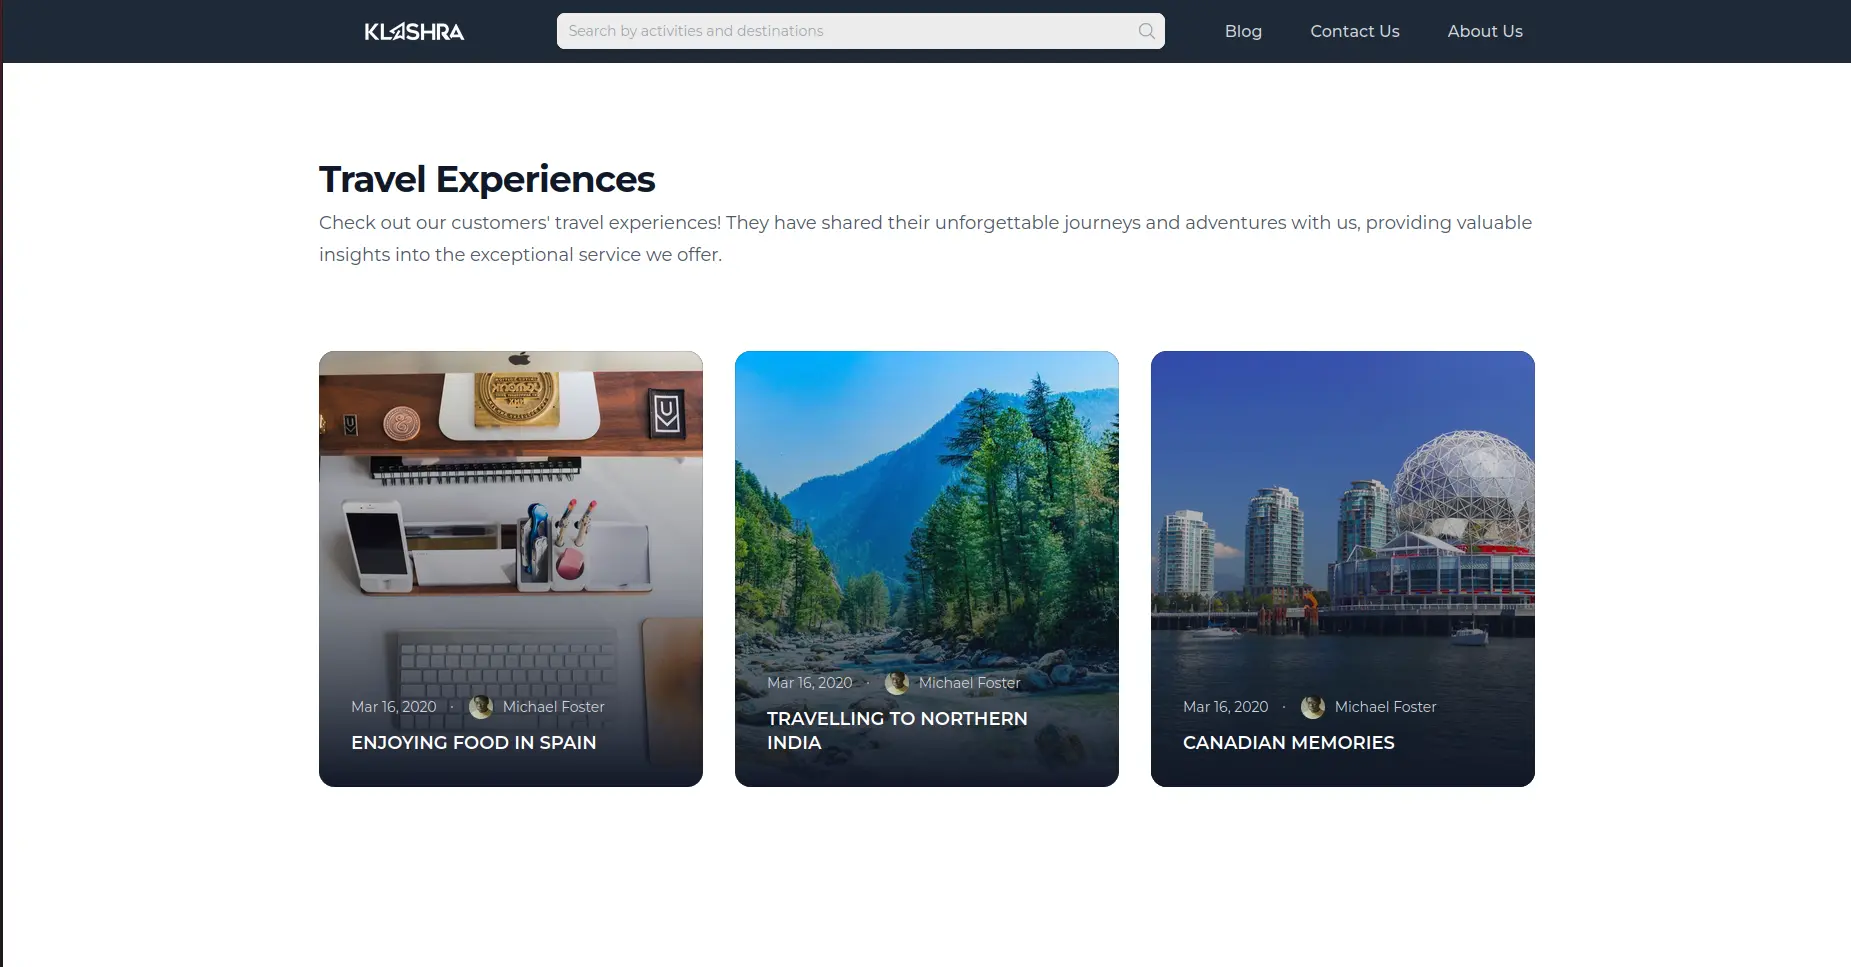 KLASHRA
Search by activities and destinations
Blog
Contact Us
About Us
Travel Experiences
Check out our customers' travel experiences! They have shared their unforgettable journeys and adventures with us, providing valuable
insights into the exceptional service we offer.
Mar 16, 2020 · Michael Foster
ENJOYING FOOD IN SPAIN
Mar 16, 2020 · Michael Foster
TRAVELLING TO NORTHERN
INDIA
Mar 16, 2020 · Michael Foster
CANADIAN MEMORIES